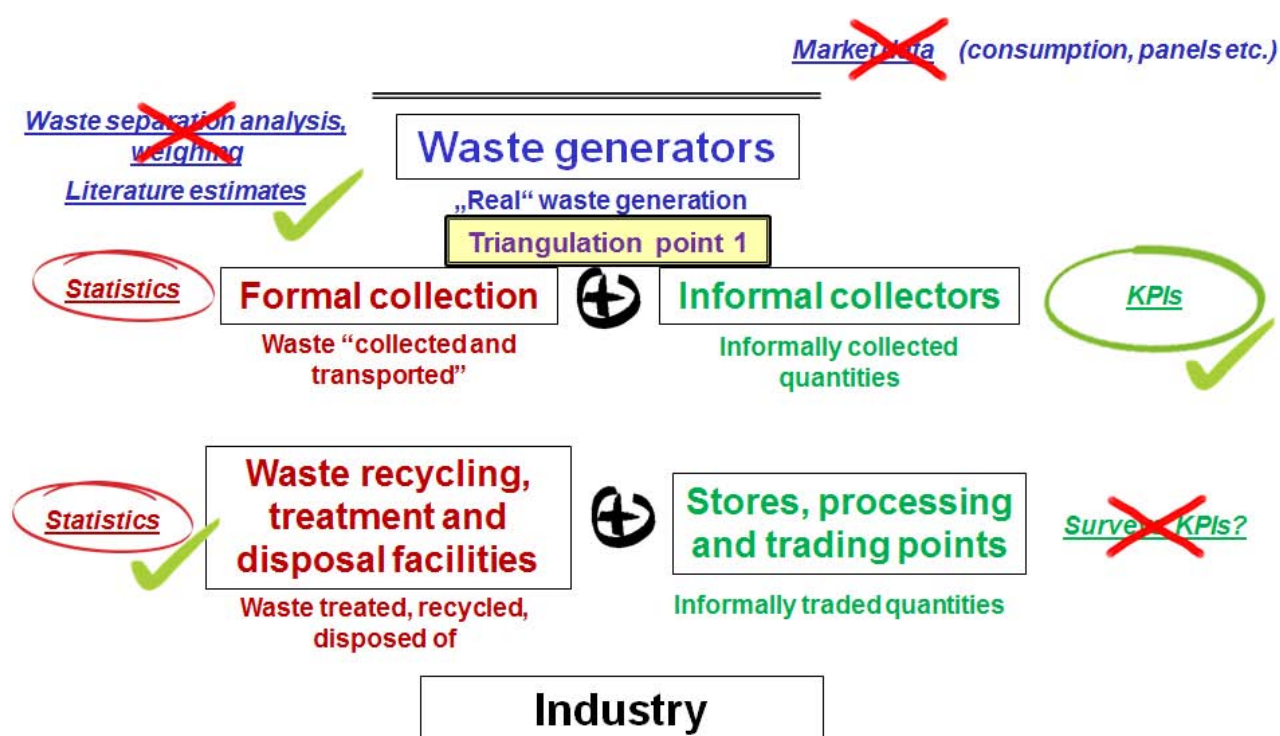 Market data (consumption, panels etc.)
Waste separation analysis,
weighing
Literature estimates
Waste generators
„Real“ waste generation
Triangulation point 1
Statistics
Formal collection
Informal collectors
KPIs
Waste “collected and
transported”
Informally collected
quantities
Statistics
Waste recycling,
treatment and
disposal facilities
Stores, processing
and trading points
KPIs?
Waste treated, recycled,
disposed of
Informally traded quantities
Industry